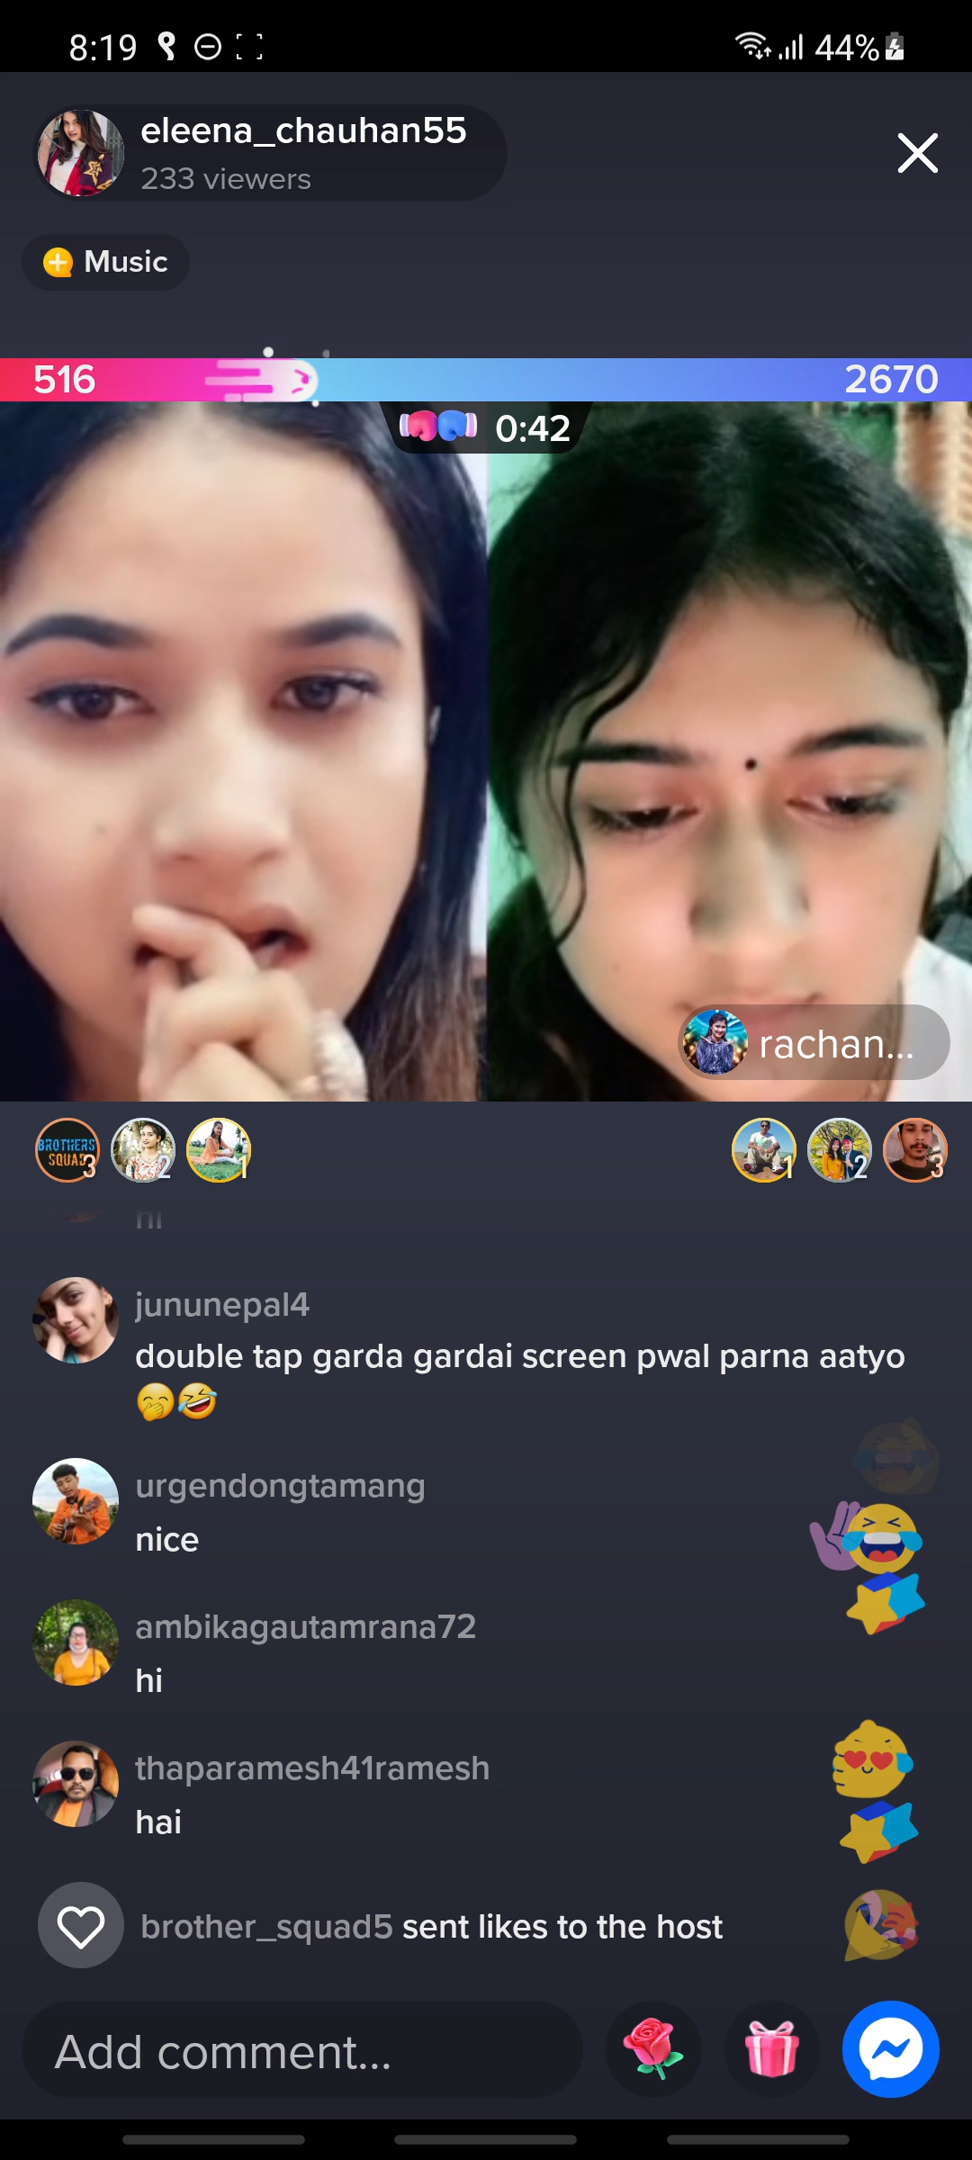 8:19
44%
eleena_chauhan55
233 viewers
Music
516
2670
0:42
rachan...
BROTHERS
SQUAD
3
2
1
1
2
3
hi
jununepal4
double tap garda gardai screen pwal parna aatyo
🤭🤣
urgendongtamang
nice
ambikagautamrana72
hi
thaparamesh41ramesh
hai
brother_squad5 sent likes to the host
Add comment...